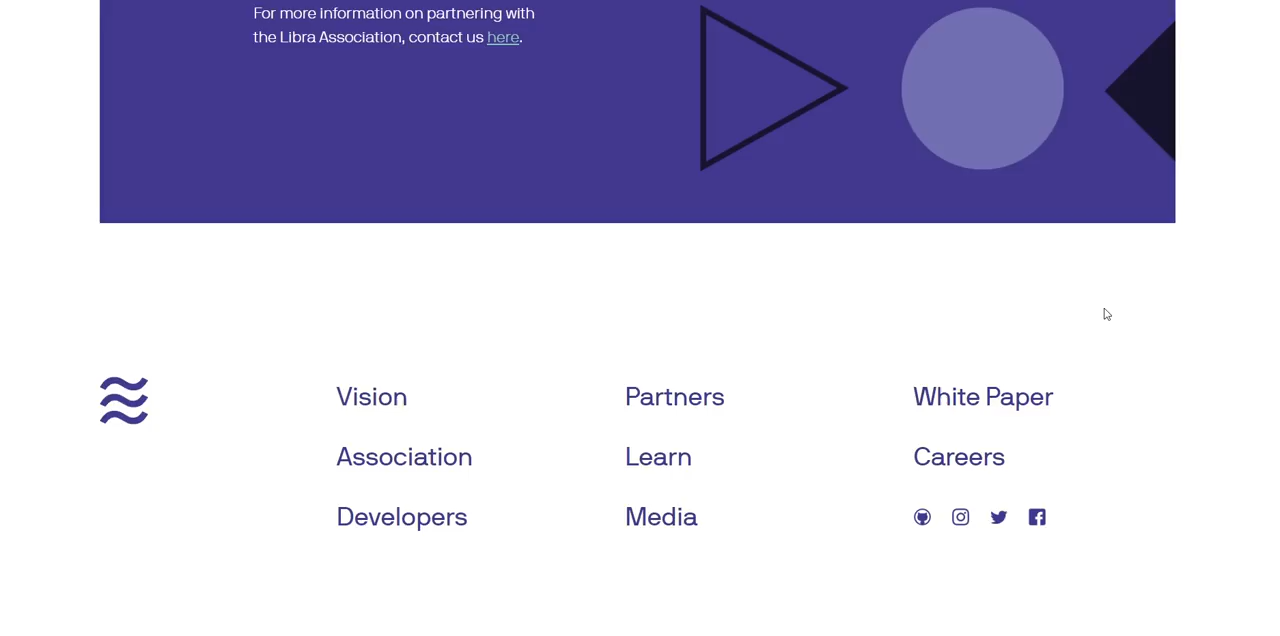 For more information on partnering with
the Libra Association, contact us here.
Vision
Partners
White Paper
Association
Learn
Careers
Developers
Media